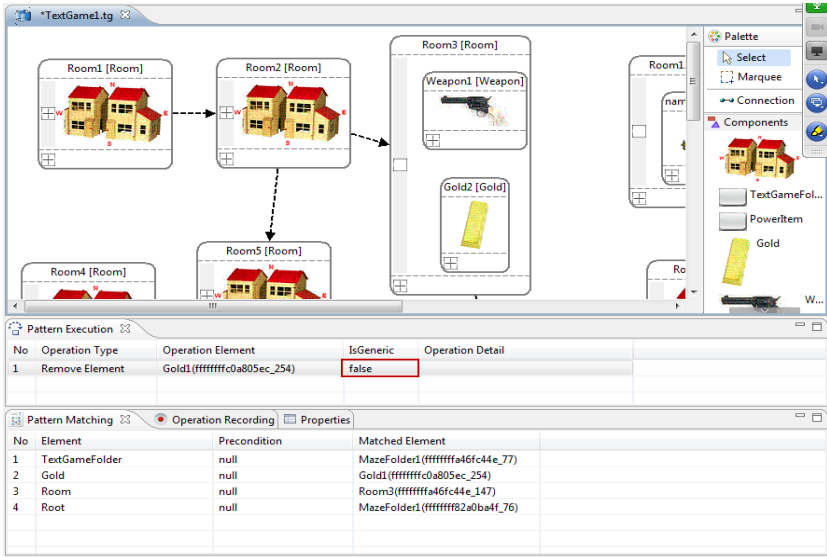 *TextGame1.tg
Room1 [Room]
N
W
E
S
Room2 [Room]
N
W
E
S
Room3 [Room]
Weapon1 [Weapon]
Gold2 [Gold]
Room1.
nam
Room4 [Room]
N
Room5 [Room]
N
W
E
Ro
Palette
Select
Marquee
Connection
Components
TextGameFol...
PowerItem
Gold
W...
Pattern Execution
No Operation Type Operation Element IsGeneric Operation Detail
1 Remove Element Gold1(ffffffffc0a805ec_254) false
Pattern Matching Operation Recording Properties
No Element Precondition Matched Element
1 TextGameFolder null MazeFolder1(ffffffffa46fc44e_77)
2 Gold null Gold1(ffffffffc0a805ec_254)
3 Room null Room3(ffffffffa46fc44e_147)
4 Root null MazeFolder1(ffffffff82a0ba4f_76)